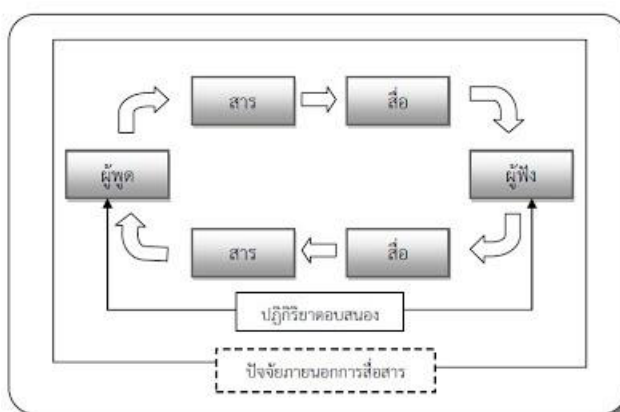 สาร
สื่อ
ผู้พูด
ผู้ฟัง
สาร
สื่อ
ปฏิกิริยาตอบสนอง
ปัจจัยภายนอกการสื่อสาร